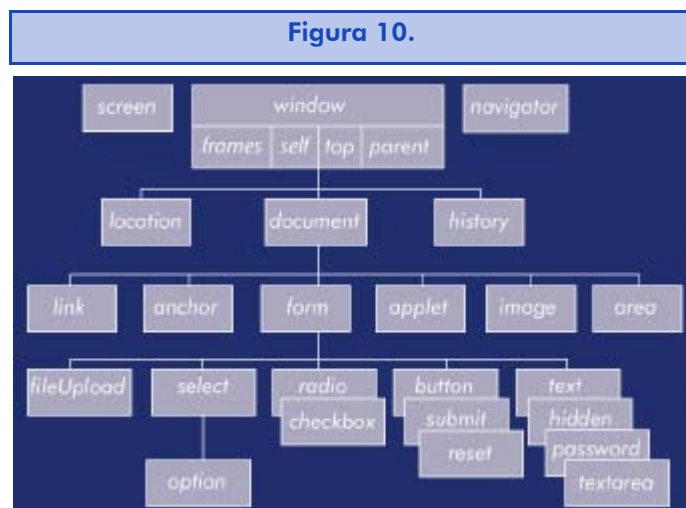 Figura 10.
screen window navigator
frames self top parent
location document history
link anchor form applet image area
fileUpload select radio button text
checkbox submit hidden
reset password
option textarea